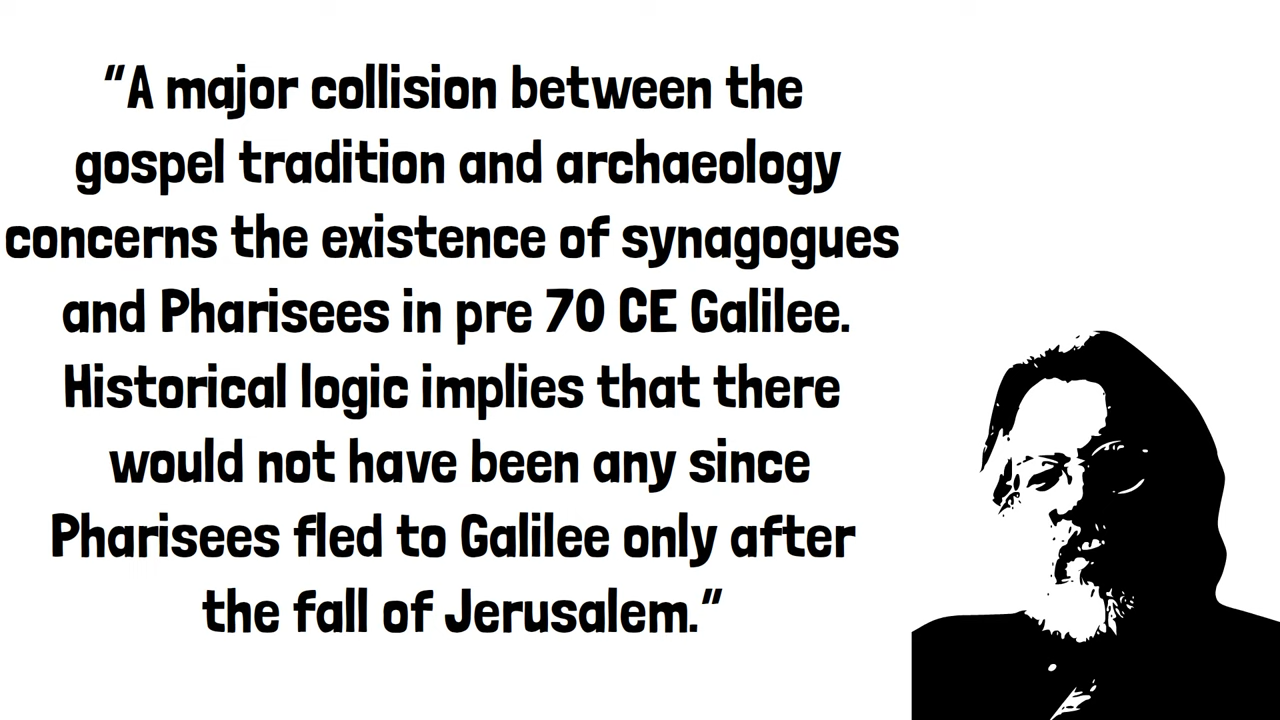 “A major collision between the
gospel tradition and archaeology
concerns the existence of synagogues
and Pharisees in pre 70 CE Galilee.
Historical logic implies that there
would not have been any since
Pharisees fled to Galilee only after
the fall of Jerusalem.”